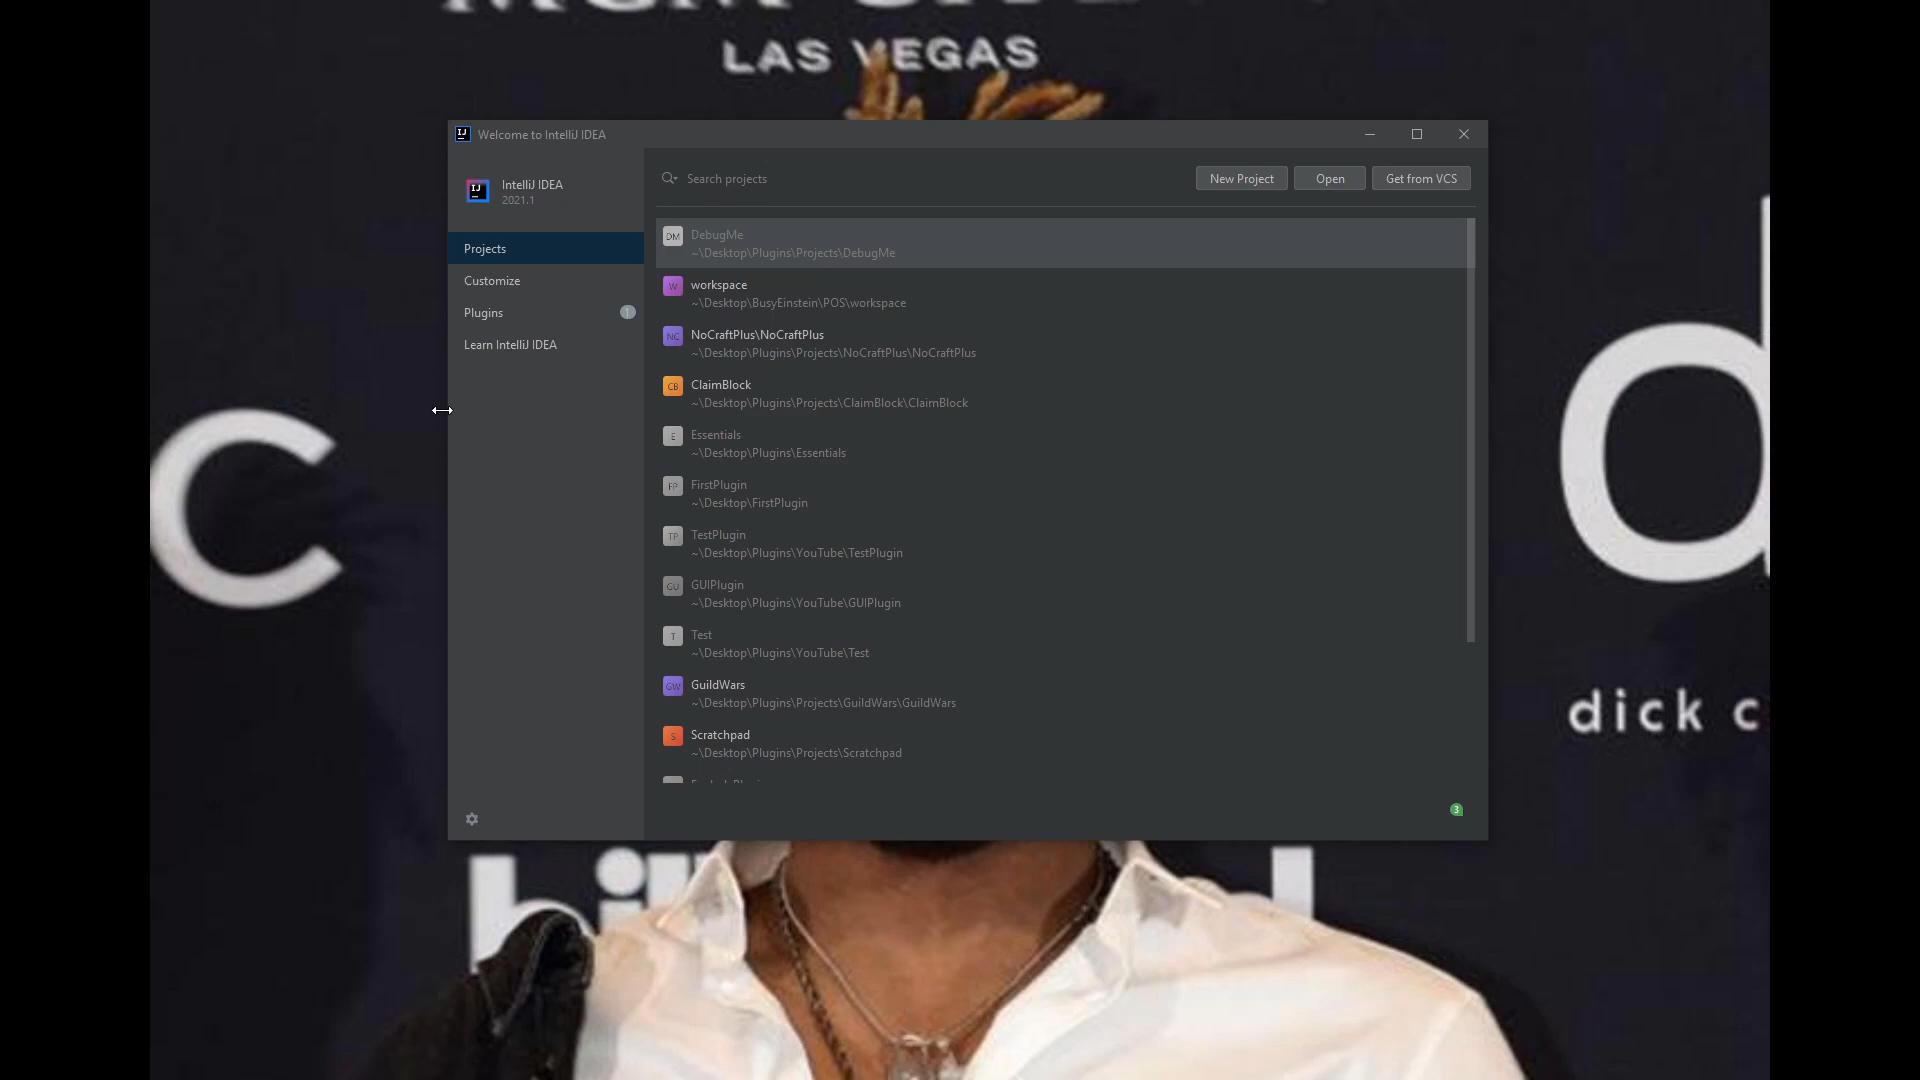 LAS VEGAS
Welcome to IntelliJ IDEA
IntelliJ IDEA
2021.1
Search projects
New Project
Open
Get from VCS
Projects
Customize
Plugins
1
Learn IntelliJ IDEA
DM
DebugMe
~\Desktop\Plugins\Projects\DebugMe
W
workspace
~\Desktop\BusyEinstein\POS\workspace
NC
NoCraftPlus\NoCraftPlus
~\Desktop\Plugins\Projects\NoCraftPlus\NoCraftPlus
CB
ClaimBlock
~\Desktop\Plugins\Projects\ClaimBlock\ClaimBlock
E
Essentials
~\Desktop\Plugins\Essentials
FP
FirstPlugin
~\Desktop\FirstPlugin
TP
TestPlugin
~\Desktop\Plugins\YouTube\TestPlugin
GU
GUIPlugin
~\Desktop\Plugins\YouTube\GUIPlugin
T
Test
~\Desktop\Plugins\YouTube\Test
GW
GuildWars
~\Desktop\Plugins\Projects\GuildWars\GuildWars
S
Scratchpad
~\Desktop\Plugins\Projects\Scratchpad
3
c
d
dick c